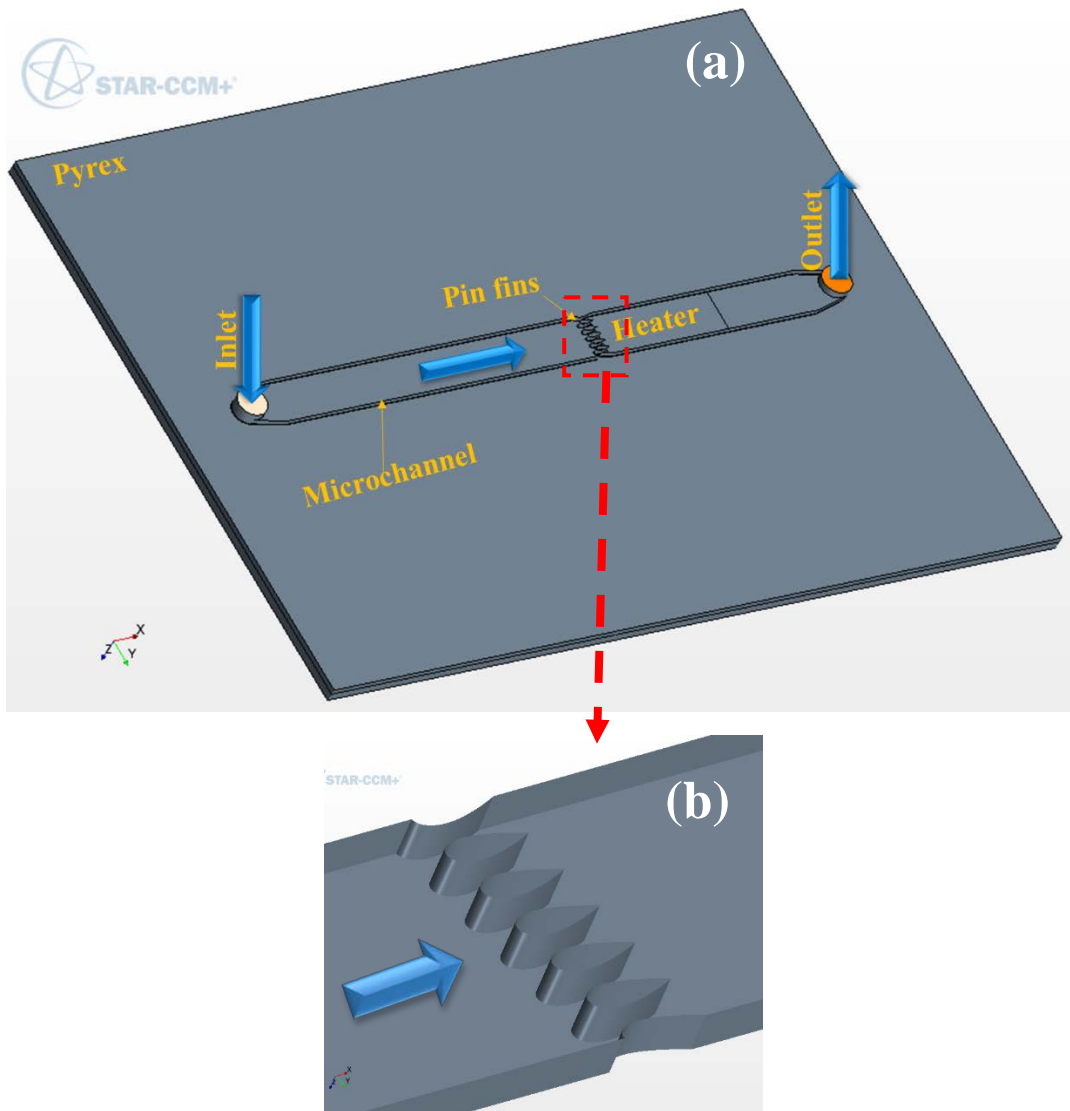 (a)
STAR-CCM+
Pyrex
Outlet
Pin fins
Heater
Inlet
Microchannel
X
Z
Y
STAR-CCM+
(b)
X
Z
Y